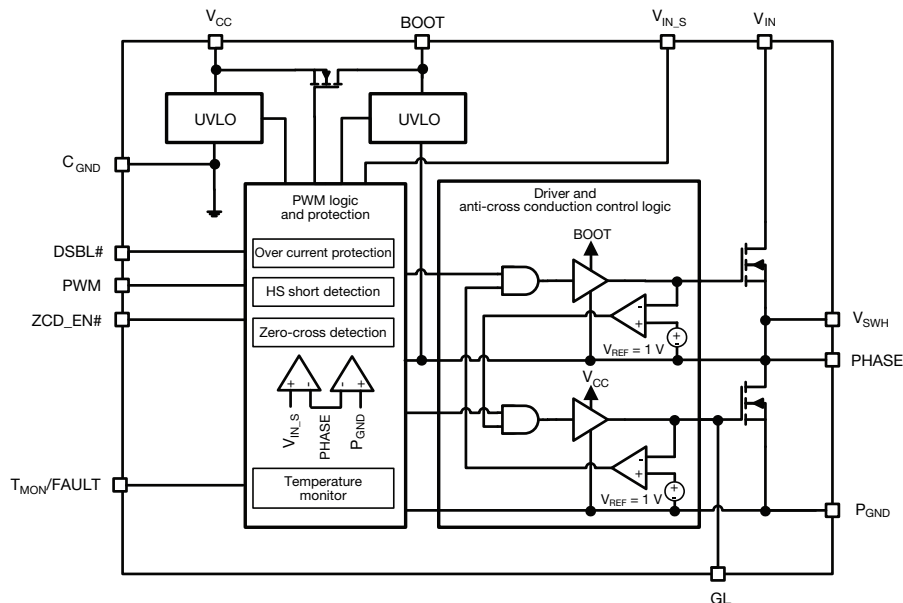 VCC
BOOT
VIN_S
VIN
UVLO
UVLO
CGND
PWM logic
and protection
Driver and
anti-cross conduction control logic
DSBL#
Over current protection
BOOT
PWM
HS short detection
ZCD_EN#
Zero-cross detection
+
-
-
+
VIN_S
PHASE
PGND
-
+
+
-
VREF = 1 V
VSWH
PHASE
VCC
-
+
+
-
VREF = 1 V
TMON/FAULT
Temperature
monitor
PGND
GL